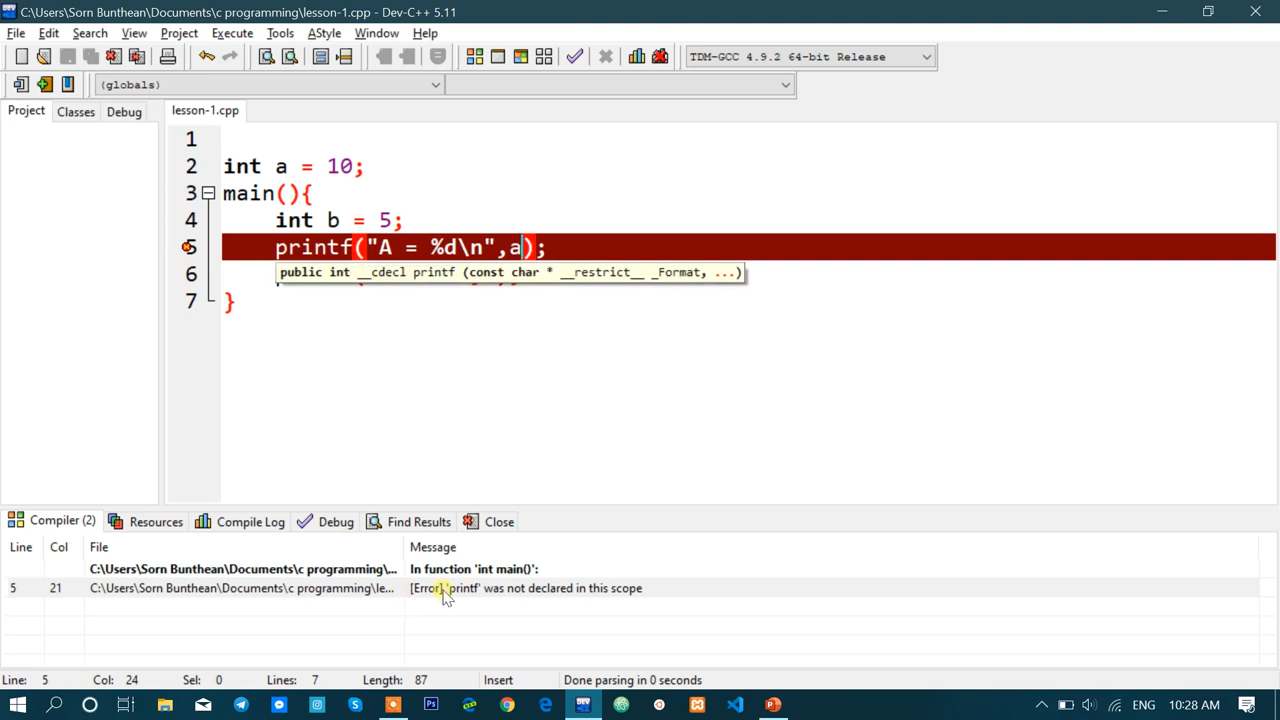 C:\Users\Sorn Bunthean\Documents\c programming\lesson-1.cpp - Dev-C++ 5.11
File Edit Search View Project Execute Tools AStyle Window Help
TDM-GCC 4.9.2 64-bit Release
(globals)
Project Classes Debug lesson-1.cpp
1
2 int a = 10;
3 main(){
4 int b = 5;
5 printf("A = %d\n",a);
public int __cdecl printf (const char * __restrict__ _Format, ...)
6
7 }
Compiler (2) Resources Compile Log Debug Find Results Close
Line Col File Message
C:\Users\Sorn Bunthean\Documents\c programming\... In function 'int main()':
5 21 C:\Users\Sorn Bunthean\Documents\c programming\le... [Error] 'printf' was not declared in this scope
Line: 5 Col: 24 Sel: 0 Lines: 7 Length: 87 Insert Done parsing in 0 seconds
ENG 10:28 AM